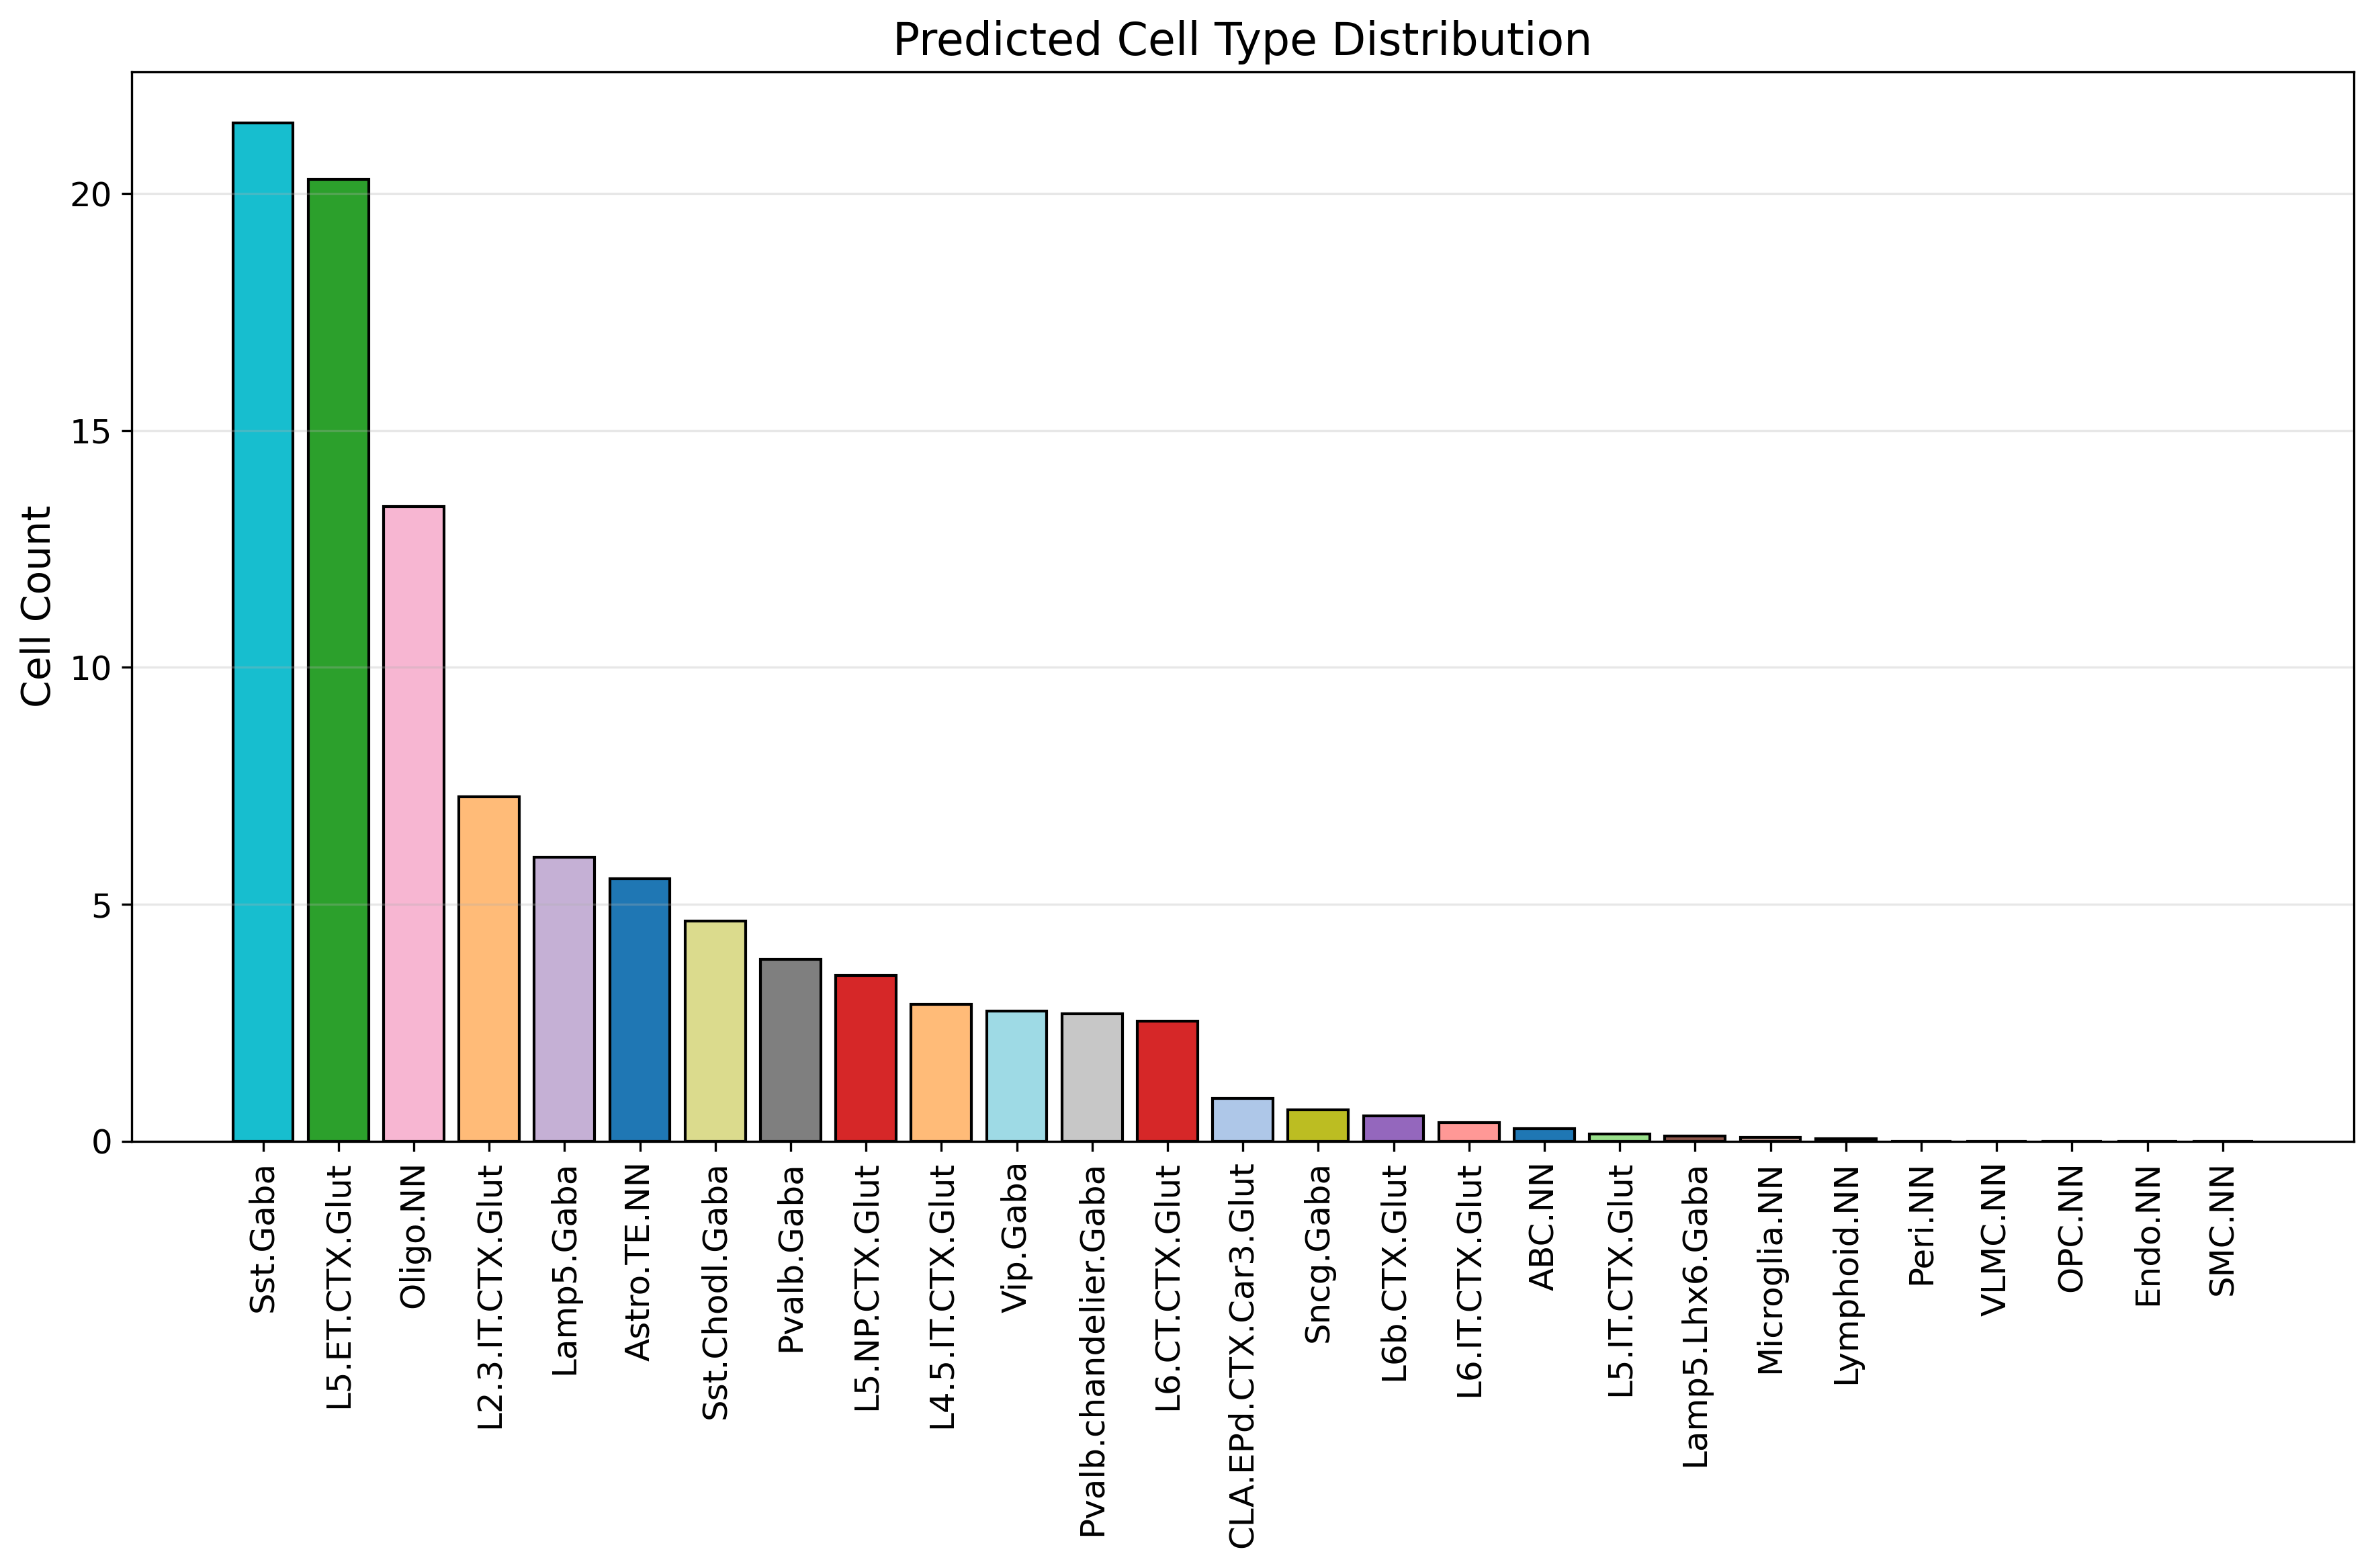 Predicted Cell Type Distribution
Cell Count
20
15
10
5
0
Sst.Gaba
L5.ET.CTX.Glut
Oligo.NN
L2.3.IT.CTX.Glut
Lamp5.Gaba
Astro.TE.NN
Sst.Chodl.Gaba
Pvalb.Gaba
L5.NP.CTX.Glut
L4.5.IT.CTX.Glut
Vip.Gaba
Pvalb.chandelier.Gaba
L6.CT.CTX.Glut
CLA.EPd.CTX.Car3.Glut
Sncg.Gaba
L6b.CTX.Glut
L6.IT.CTX.Glut
ABC.NN
L5.IT.CTX.Glut
Lamp5.Lhx6.Gaba
Microglia.NN
Lymphoid.NN
Peri.NN
VLMC.NN
OPC.NN
Endo.NN
SMC.NN